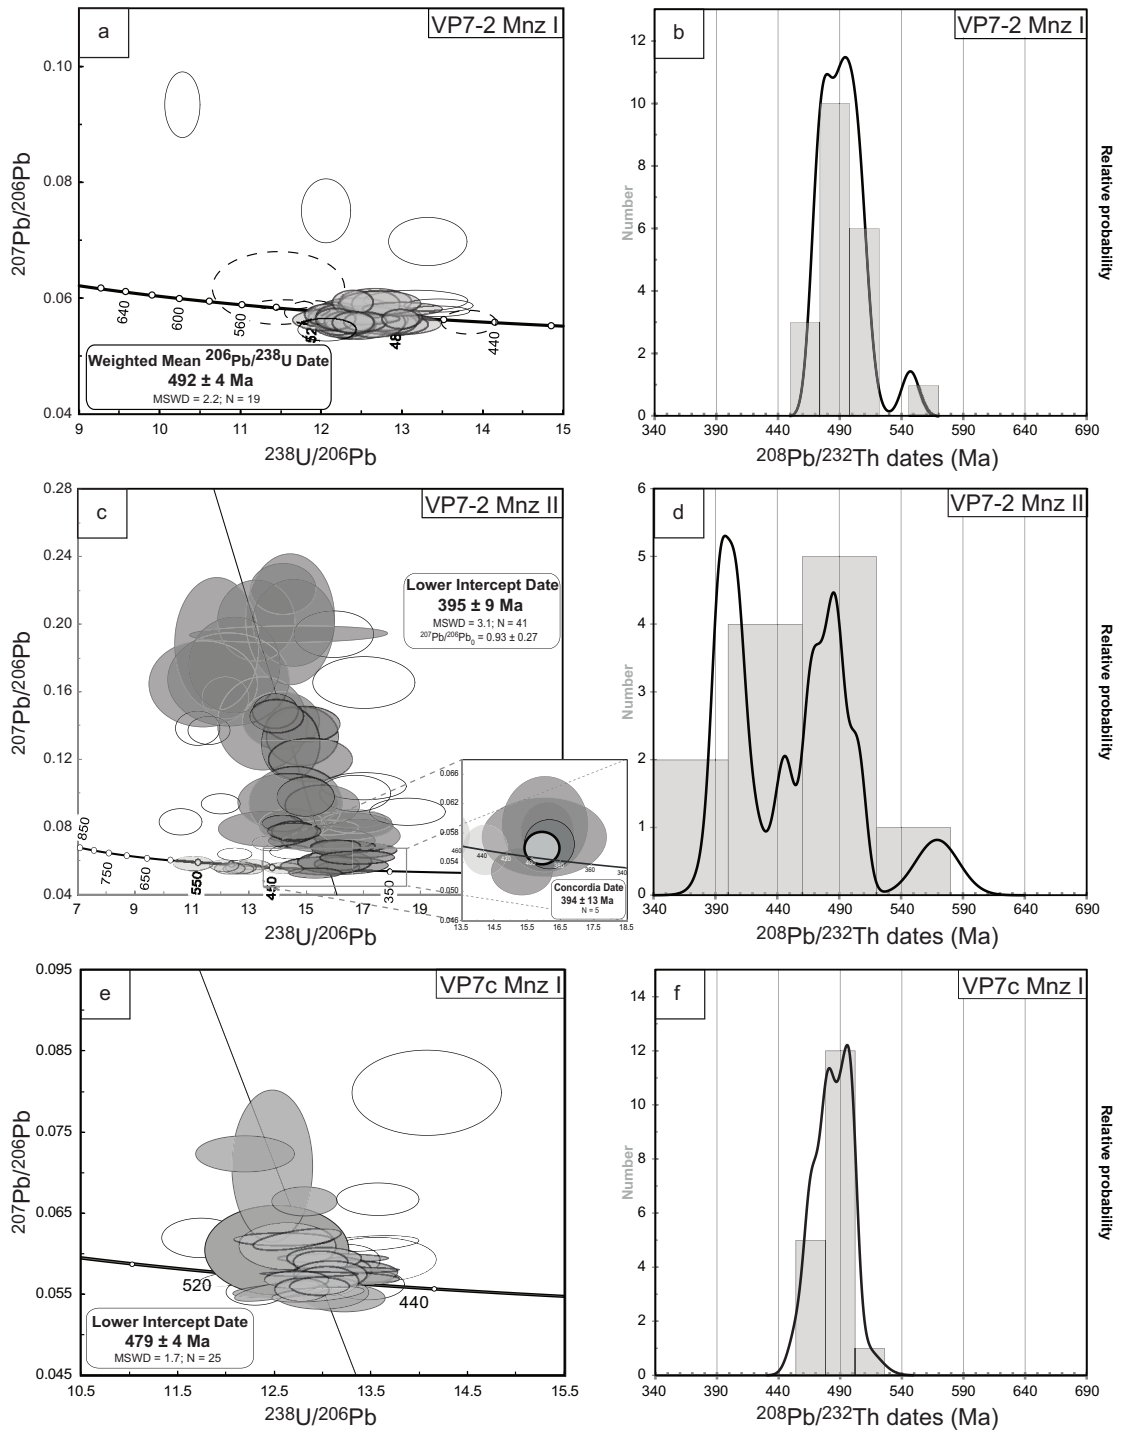 a
VP7-2 Mnz I
207Pb/206Pb
0.10
0.08
0.06
0.04
640
600
560
52
48
440
Weighted Mean 206Pb/238U Date
492 ± 4 Ma
MSWD = 2.2; N = 19
9 10 11 12 13 14 15
238U/206Pb
b
VP7-2 Mnz I
Number
12
10
8
6
4
2
0
Relative probability
340 390 440 490 540 590 640 690
208Pb/232Th dates (Ma)
c
VP7-2 Mnz II
207Pb/206Pb
0.28
0.24
0.20
0.16
0.12
0.08
0.04
Lower Intercept Date
395 ± 9 Ma
MSWD = 3.1; N = 41
207Pb/206Pb0 = 0.93 ± 0.27
850
750
650
550
450
350
7 9 11 13 15 17 19
238U/206Pb
0.066
0.062
0.058
0.054
0.050
0.046
460
440
420
360
340
Concordia Date
394 ± 13 Ma
N = 5
13.5 14.5 15.5 16.5 17.5 18.5
d
VP7-2 Mnz II
Number
6
5
4
3
2
1
0
Relative probability
340 390 440 490 540 590 640 690
208Pb/232Th dates (Ma)
e
VP7c Mnz I
207Pb/206Pb
0.095
0.085
0.075
0.065
0.055
0.045
520
440
Lower Intercept Date
479 ± 4 Ma
MSWD = 1.7; N = 25
10.5 11.5 12.5 13.5 14.5 15.5
238U/206Pb
f
VP7c Mnz I
Number
14
12
10
8
6
4
2
0
Relative probability
340 390 440 490 540 590 640 690
208Pb/232Th dates (Ma)